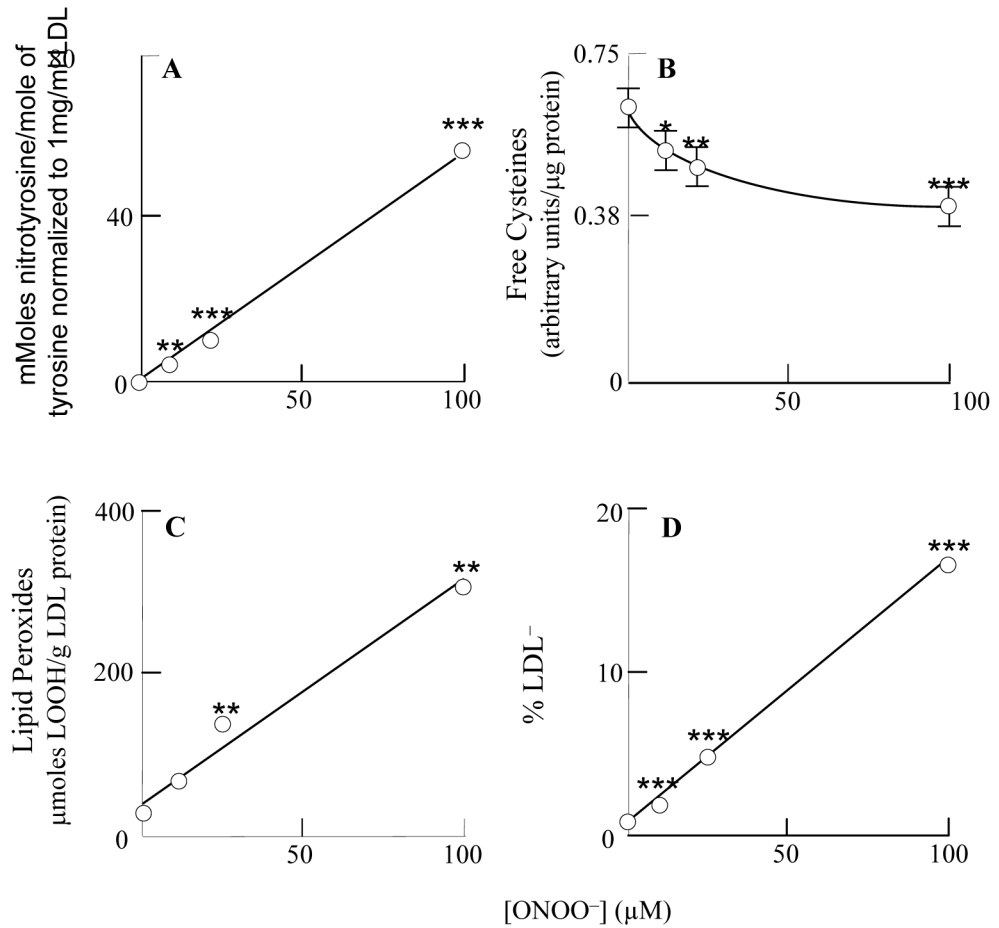 mMoles nitrotyrosine/mole of
tyrosine normalized to 1mg/ml LDL
A
40
0
50
100
**
***
***
Free Cysteines
(arbitrary units/μg protein)
0.75
B
0.38
0
50
100
*
**
***
Lipid Peroxides
μmoles LOOH/g LDL protein)
400
C
200
0
50
100
**
**
% LDL⁻
20
D
10
0
50
100
***
***
***
[ONOO⁻] (μM)